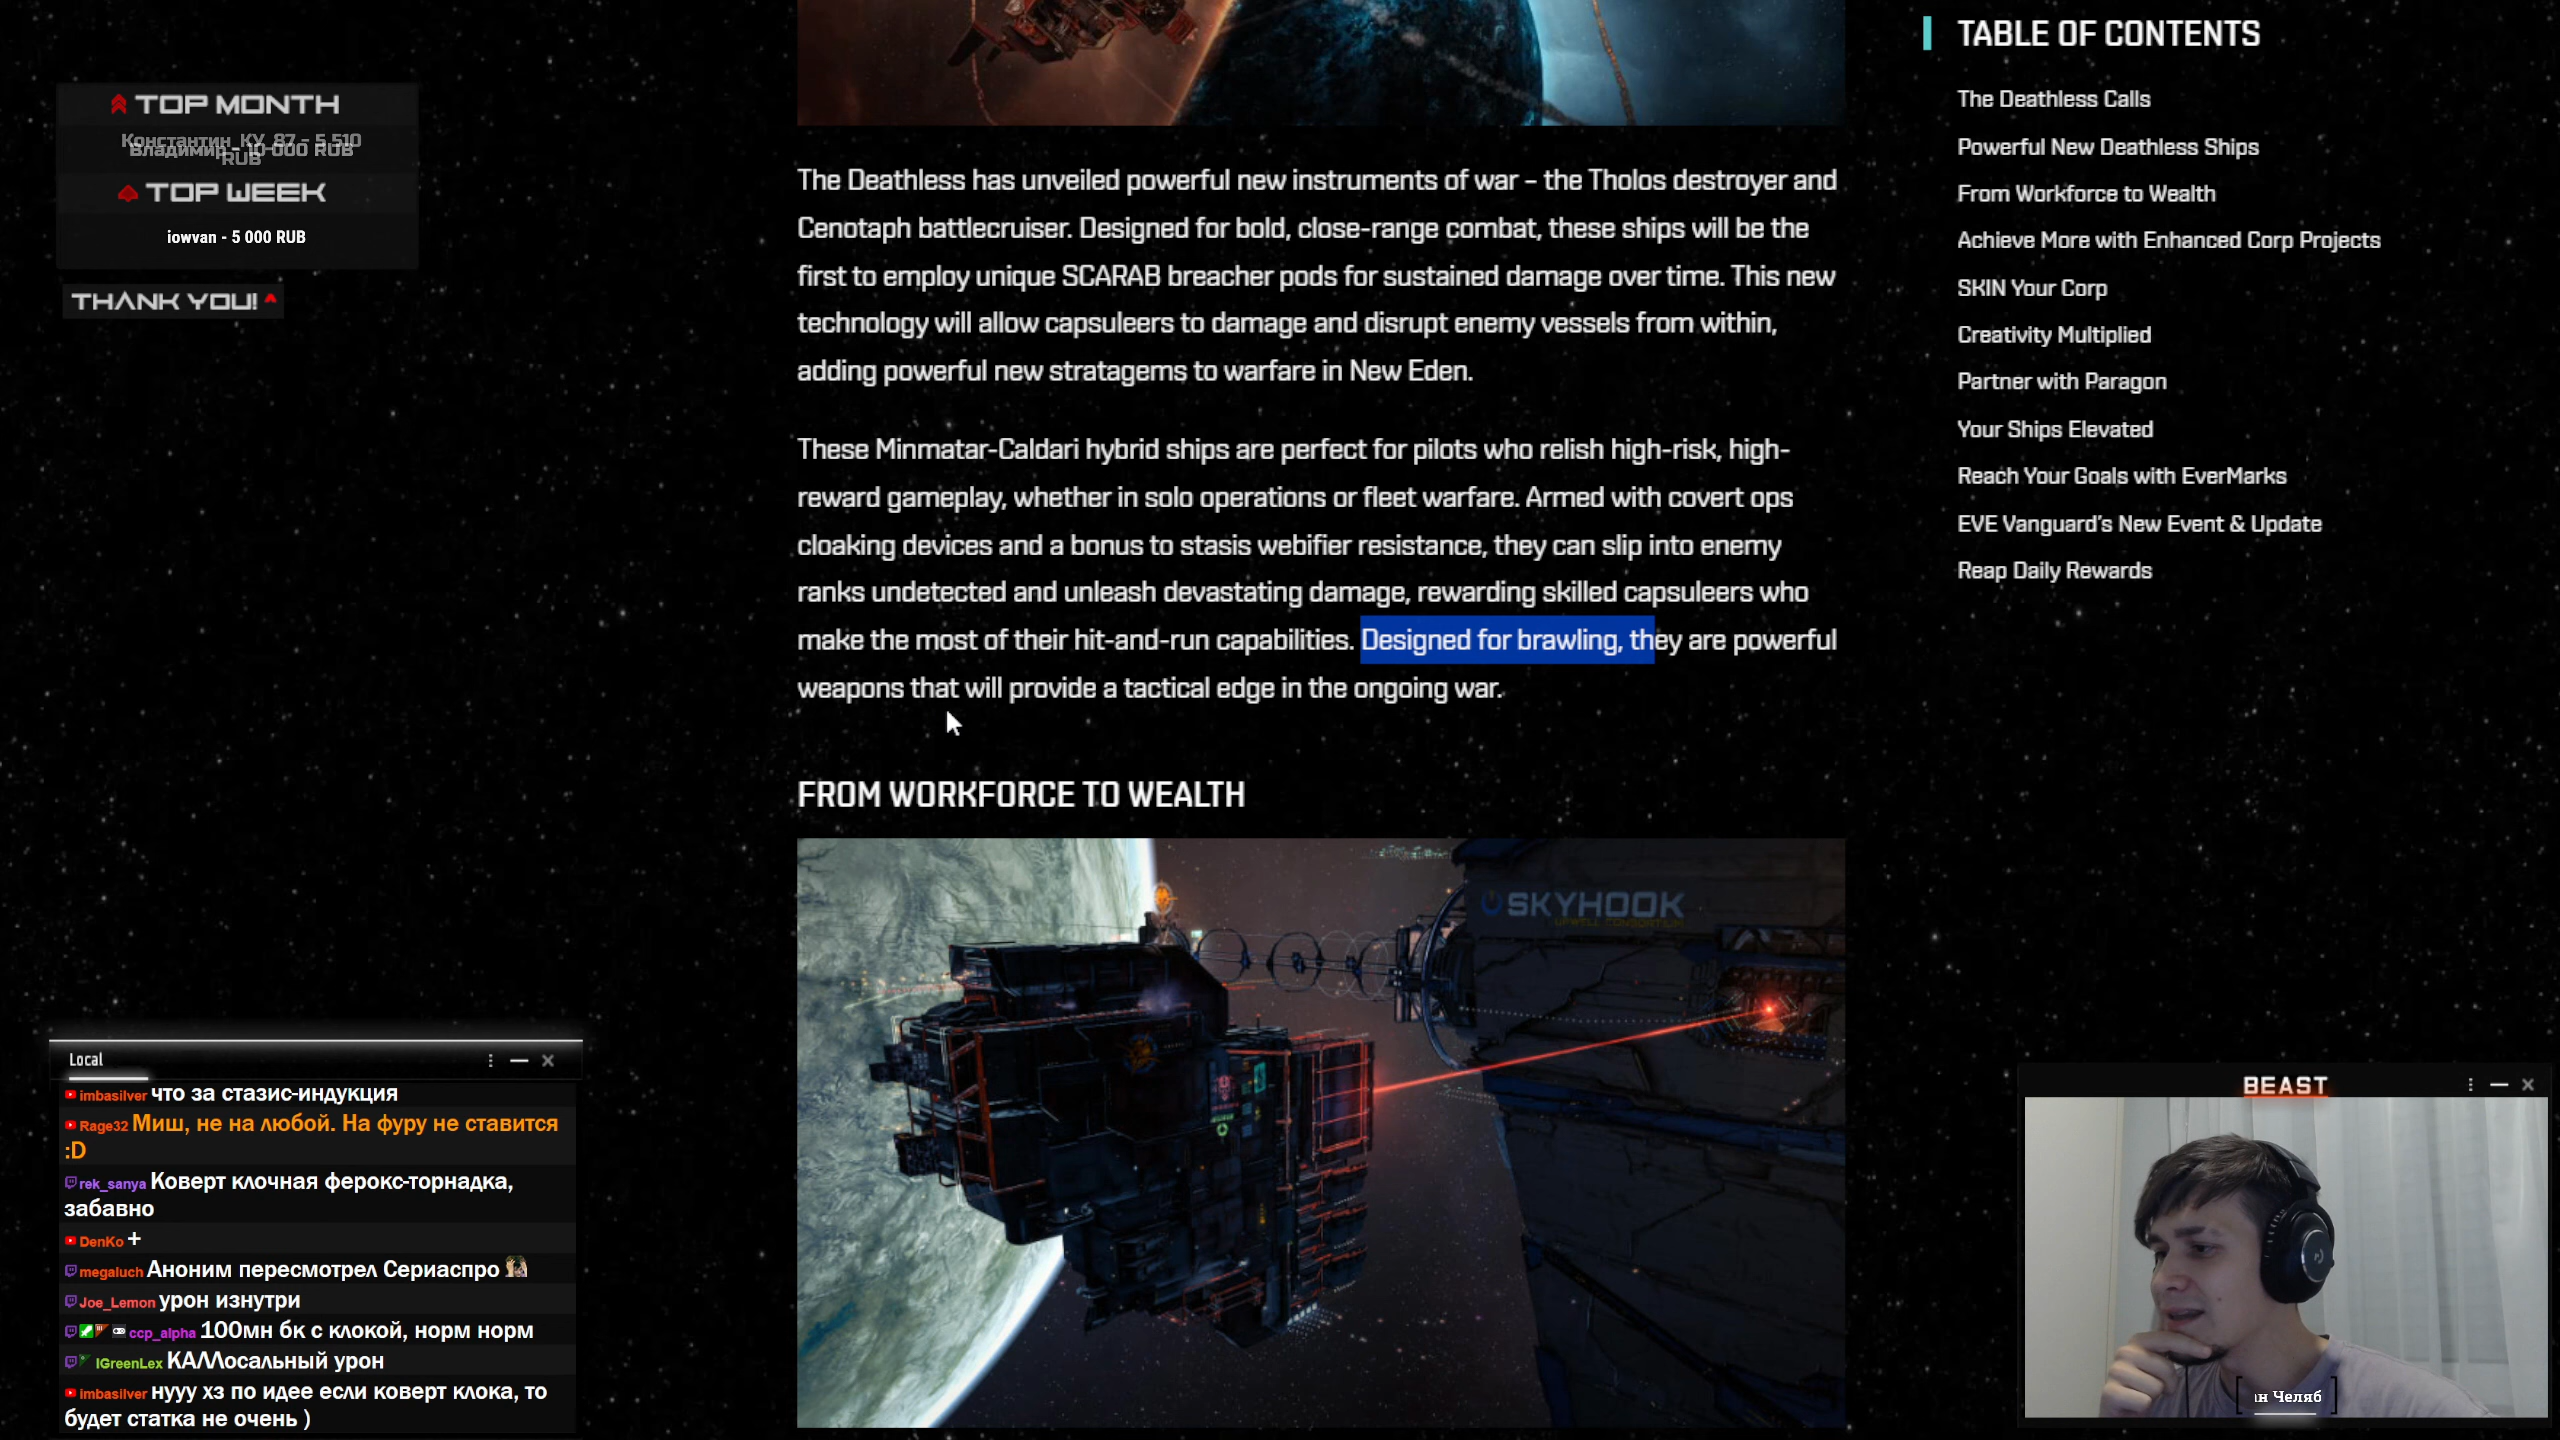 TOP MONTH
Константин_КУ_87 - 5 510
RUB
Владимир - 10 000 RUB
TOP WEEK
iowvan - 5 000 RUB
THANK YOU!
The Deathless has unveiled powerful new instruments of war – the Tholos destroyer and
Cenotaph battlecruiser. Designed for bold, close-range combat, these ships will be the
first to employ unique SCARAB breacher pods for sustained damage over time. This new
technology will allow capsuleers to damage and disrupt enemy vessels from within,
adding powerful new stratagems to warfare in New Eden.
These Minmatar-Caldari hybrid ships are perfect for pilots who relish high-risk, high-
reward gameplay, whether in solo operations or fleet warfare. Armed with covert ops
cloaking devices and a bonus to stasis webifier resistance, they can slip into enemy
ranks undetected and unleash devastating damage, rewarding skilled capsuleers who
make the most of their hit-and-run capabilities. Designed for brawling, they are powerful
weapons that will provide a tactical edge in the ongoing war.
FROM WORKFORCE TO WEALTH
SKYHOOK
UPWELL CONSORTIUM
TABLE OF CONTENTS
The Deathless Calls
Powerful New Deathless Ships
From Workforce to Wealth
Achieve More with Enhanced Corp Projects
SKIN Your Corp
Creativity Multiplied
Partner with Paragon
Your Ships Elevated
Reach Your Goals with EverMarks
EVE Vanguard's New Event & Update
Reap Daily Rewards
Local
imbasilver что за стазис-индукция
Rage32 Миш, не на любой. На фуру не ставится
:D
rek_sanya Коверт клочная ферокс-торнадка,
забавно
DenKo +
megaluch Аноним пересмотрел Сериаспро
Joe_Lemon урон изнутри
ccp_alpha 100мн бк с клокой, норм норм
IGreenLex КАЛЛосальный урон
imbasilver нууу хз по идее если коверт клока, то
будет статка не очень )
BEAST
н Челяб